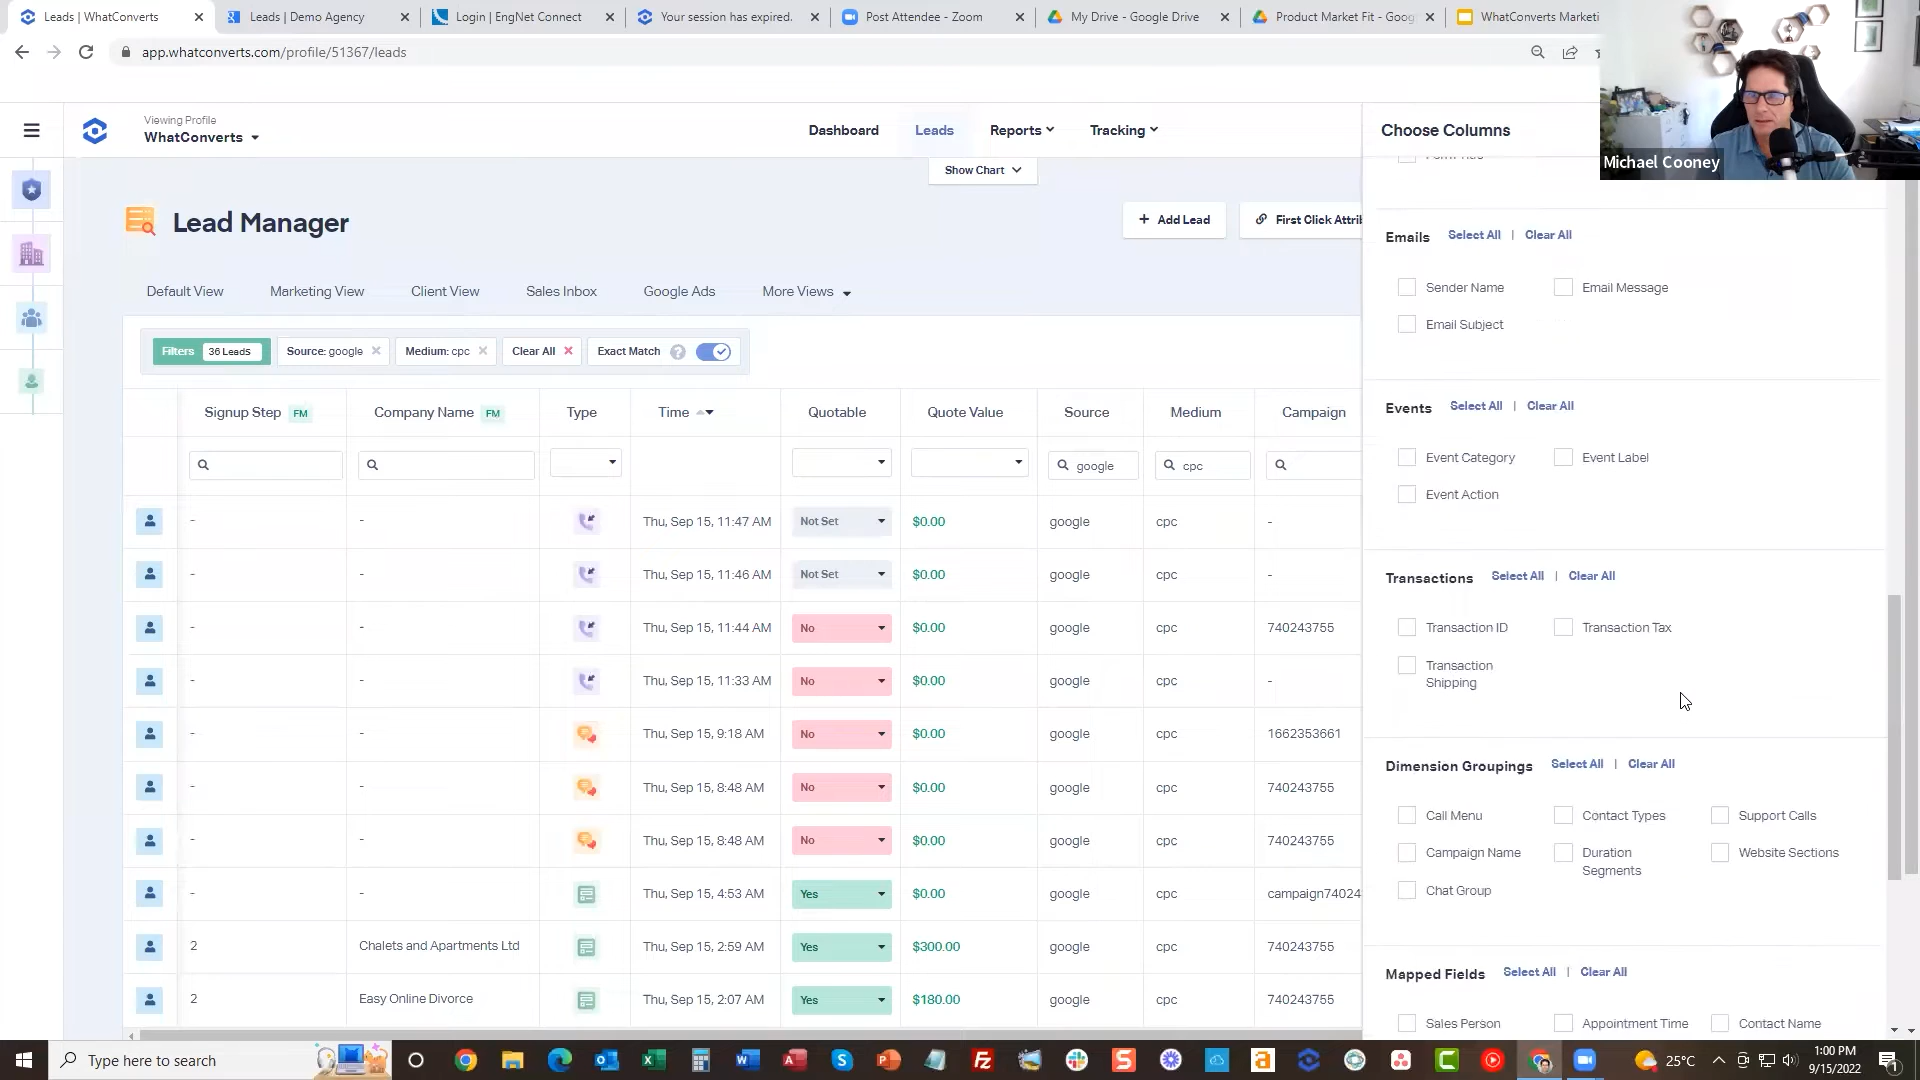 Leads | WhatConverts
Leads | Demo Agency
Login | EngNet Connect
Your session has expired.
Post Attendee - Zoom
My Drive - Google Drive
Product Market Fit - Goog
WhatConverts Marketi
app.whatconverts.com/profile/51367/leads
Michael Cooney
Viewing Profile
WhatConverts
Dashboard
Leads
Reports
Tracking
Choose Columns
Show Chart
Lead Manager
+ Add Lead
First Click Attrib
Default View
Marketing View
Client View
Sales Inbox
Google Ads
More Views
Filters 36 Leads
Source: google
Medium: cpc
Clear All
Exact Match ?
Signup Step FM
Company Name FM
Type
Time
Quotable
Quote Value
Source
Medium
Campaign
google
cpc
- - Thu, Sep 15, 11:47 AM Not Set $0.00 google cpc -
- - Thu, Sep 15, 11:46 AM Not Set $0.00 google cpc -
- - Thu, Sep 15, 11:44 AM No $0.00 google cpc 740243755
- - Thu, Sep 15, 11:33 AM No $0.00 google cpc -
- - Thu, Sep 15, 9:18 AM No $0.00 google cpc 1662353661
- - Thu, Sep 15, 8:48 AM No $0.00 google cpc 740243755
- - Thu, Sep 15, 8:48 AM No $0.00 google cpc 740243755
- - Thu, Sep 15, 4:53 AM Yes $0.00 google cpc campaign74024
2 Chalets and Apartments Ltd Thu, Sep 15, 2:59 AM Yes $300.00 google cpc 740243755
2 Easy Online Divorce Thu, Sep 15, 2:07 AM Yes $180.00 google cpc 740243755
Emails Select All | Clear All
Sender Name
Email Message
Email Subject
Events Select All | Clear All
Event Category
Event Label
Event Action
Transactions Select All | Clear All
Transaction ID
Transaction Tax
Transaction
Shipping
Dimension Groupings Select All | Clear All
Call Menu
Contact Types
Support Calls
Campaign Name
Duration
Segments
Website Sections
Chat Group
Mapped Fields Select All | Clear All
Sales Person
Appointment Time
Contact Name
Type here to search
25°C
1:00 PM
9/15/2022